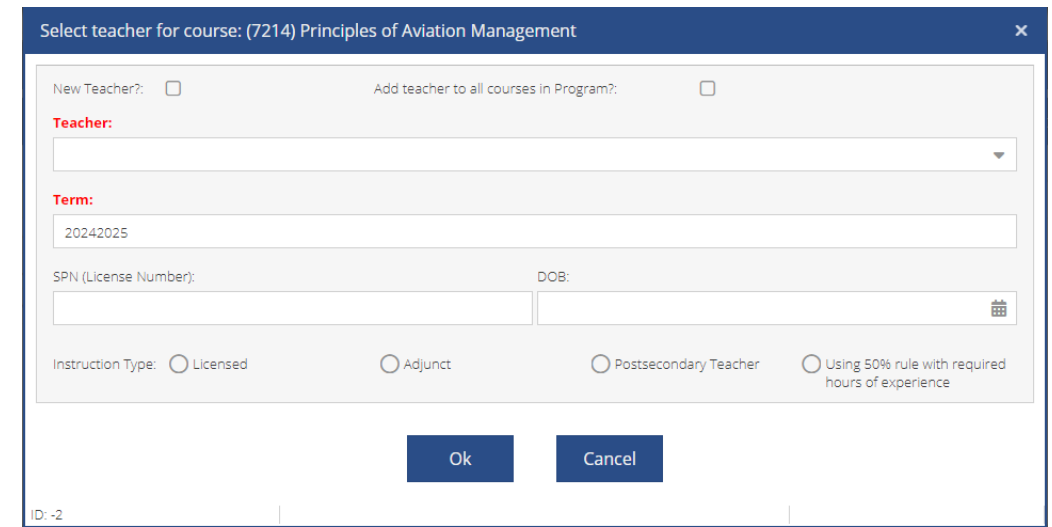 Select teacher for course: (7214) Principles of Aviation Management ×
New Teacher?: Add teacher to all courses in Program?:
Teacher:
Term:
20242025
SPN (License Number): DOB:
Instruction Type: Licensed Adjunct Postsecondary Teacher Using 50% rule with required
hours of experience
Ok Cancel
ID: -2